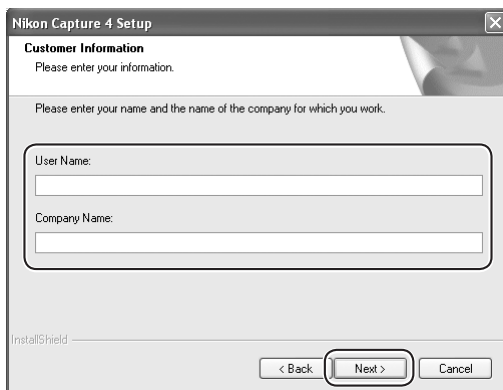 Nikon Capture 4 Setup
Customer Information
Please enter your information.
Please enter your name and the name of the company for which you work.
User Name:
Company Name:
InstallShield
< Back
Next >
Cancel